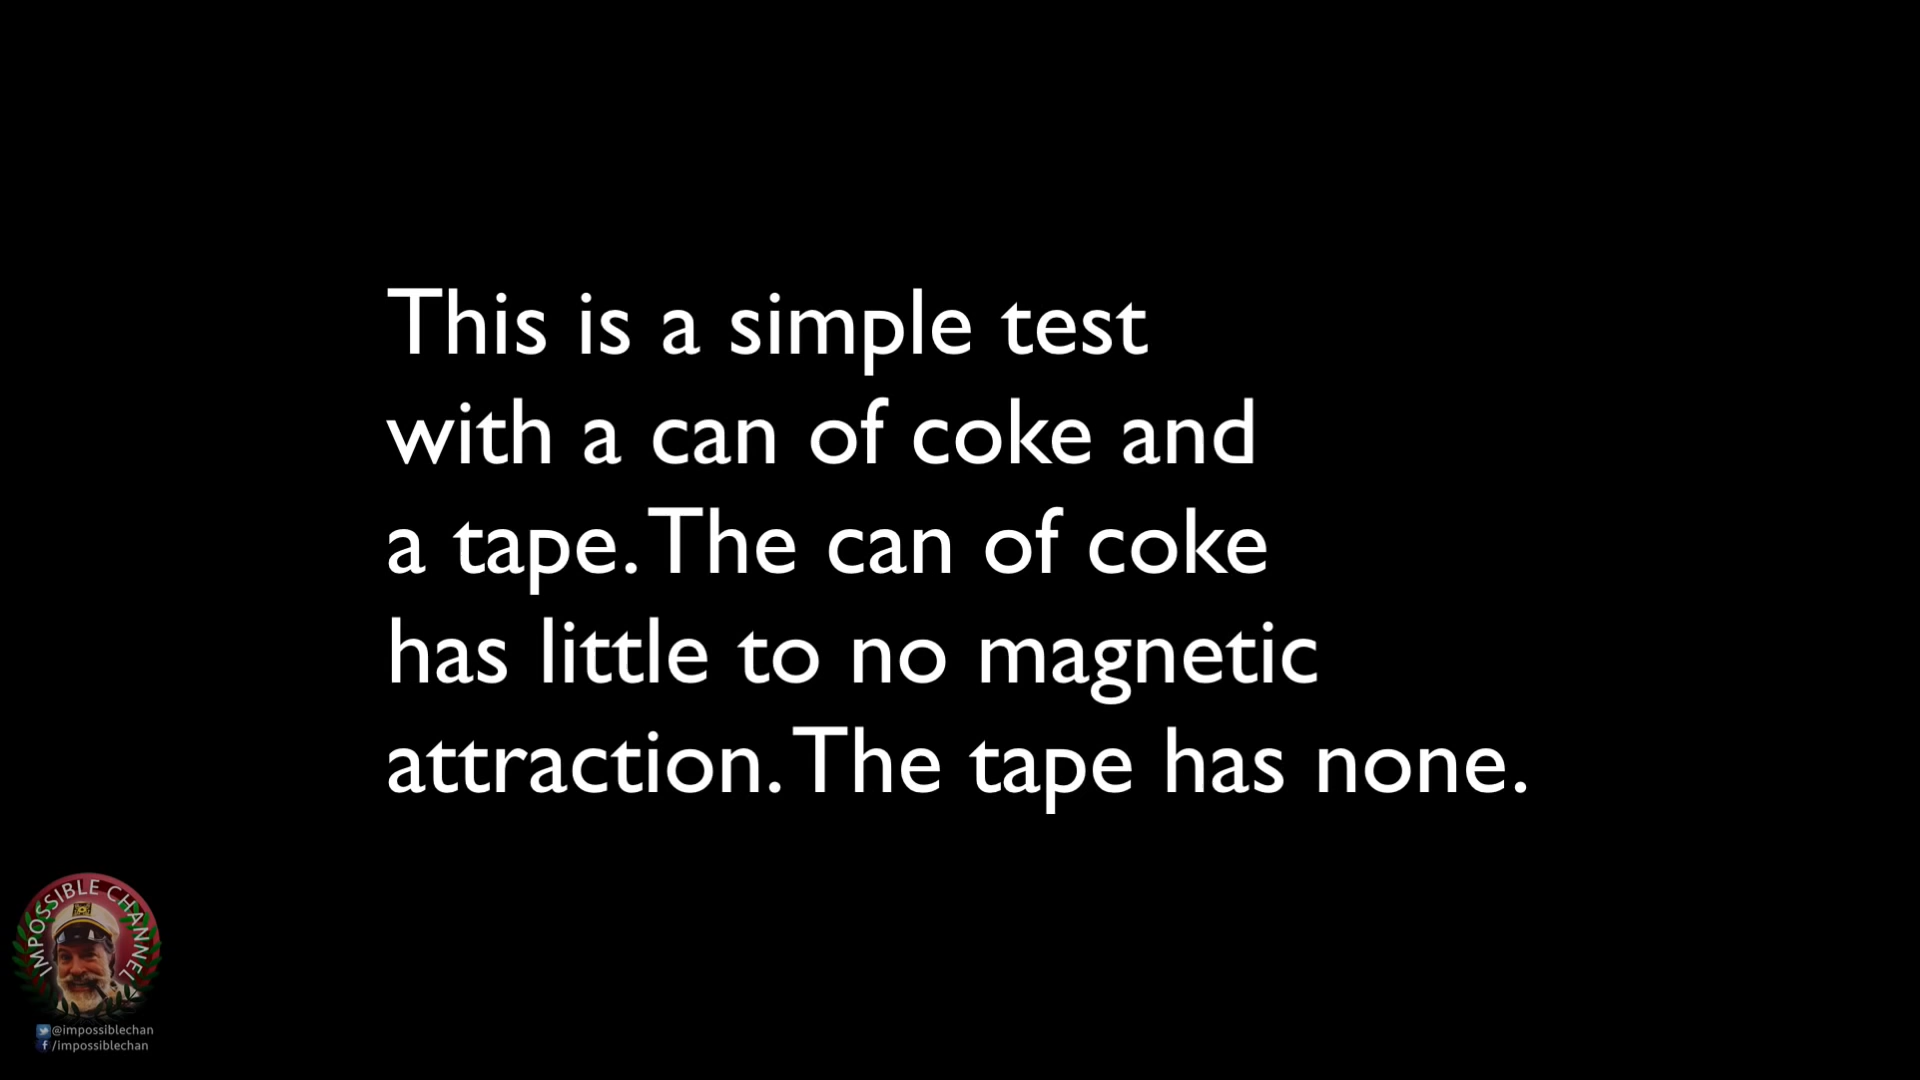 This is a simple test
with a can of coke and
a tape. The can of coke
has little to no magnetic
attraction. The tape has none.
IMPOSSIBLE CHANNEL
@impossiblechan
f/impossiblechan